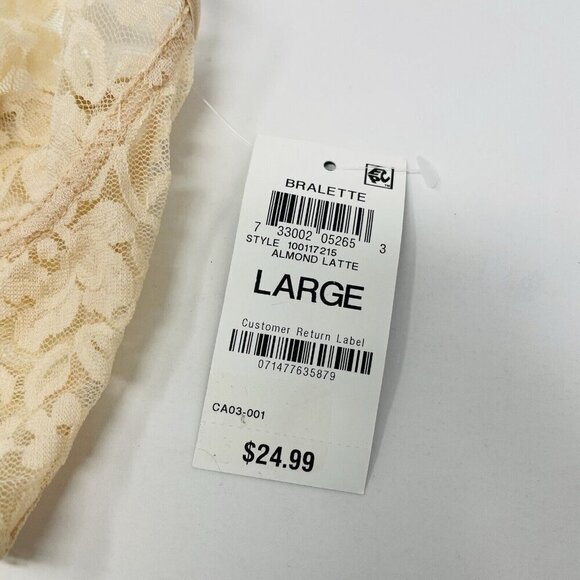 BRALETTE
7 33002 05265 3
STYLE 100117215
ALMOND LATTE
LARGE
Customer Return Label
071477635879
CA03-001
$24.99